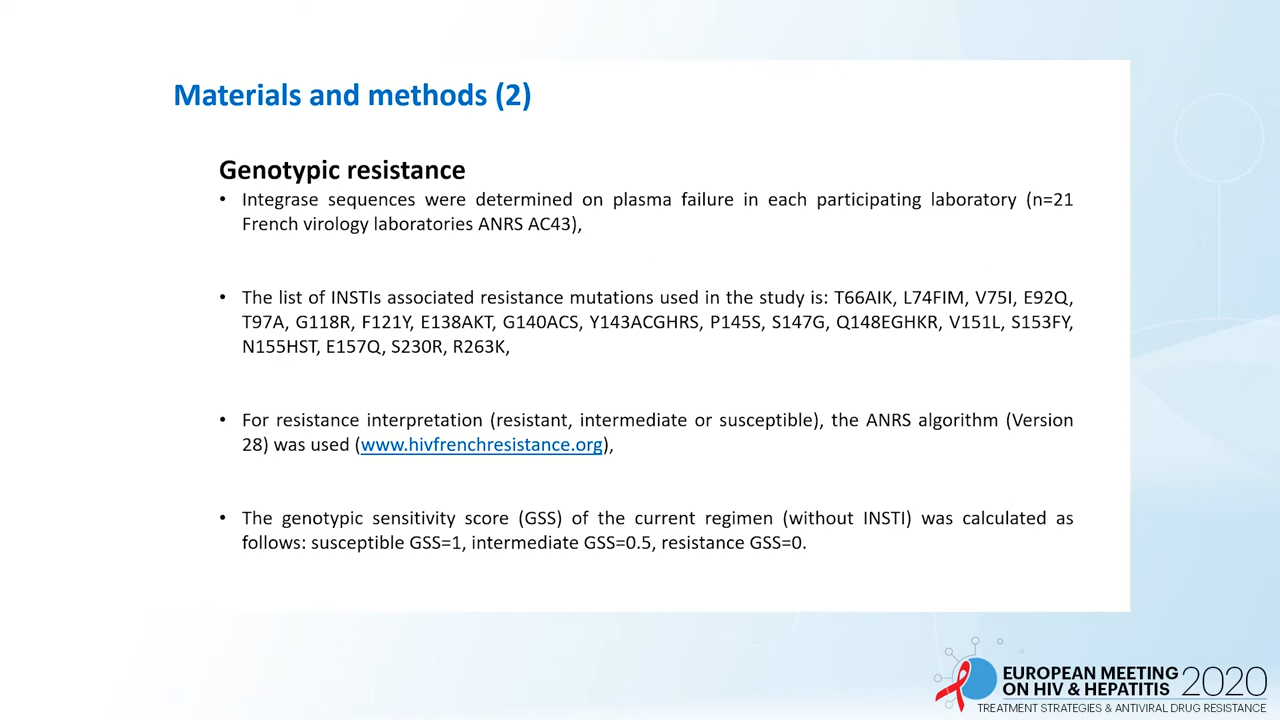 Materials and methods (2)
Genotypic resistance
• Integrase sequences were determined on plasma failure in each participating laboratory (n=21
French virology laboratories ANRS AC43),
• The list of INSTIs associated resistance mutations used in the study is: T66AIK, L74FIM, V75I, E92Q,
T97A, G118R, F121Y, E138AKT, G140ACS, Y143ACGHRS, P145S, S147G, Q148EGHKR, V151L, S153FY,
N155HST, E157Q, S230R, R263K,
• For resistance interpretation (resistant, intermediate or susceptible), the ANRS algorithm (Version
28) was used (www.hivfrenchresistance.org),
• The genotypic sensitivity score (GSS) of the current regimen (without INSTI) was calculated as
follows: susceptible GSS=1, intermediate GSS=0.5, resistance GSS=0.
EUROPEAN MEETING
ON HIV & HEPATITIS 2020
TREATMENT STRATEGIES & ANTIVIRAL DRUG RESISTANCE